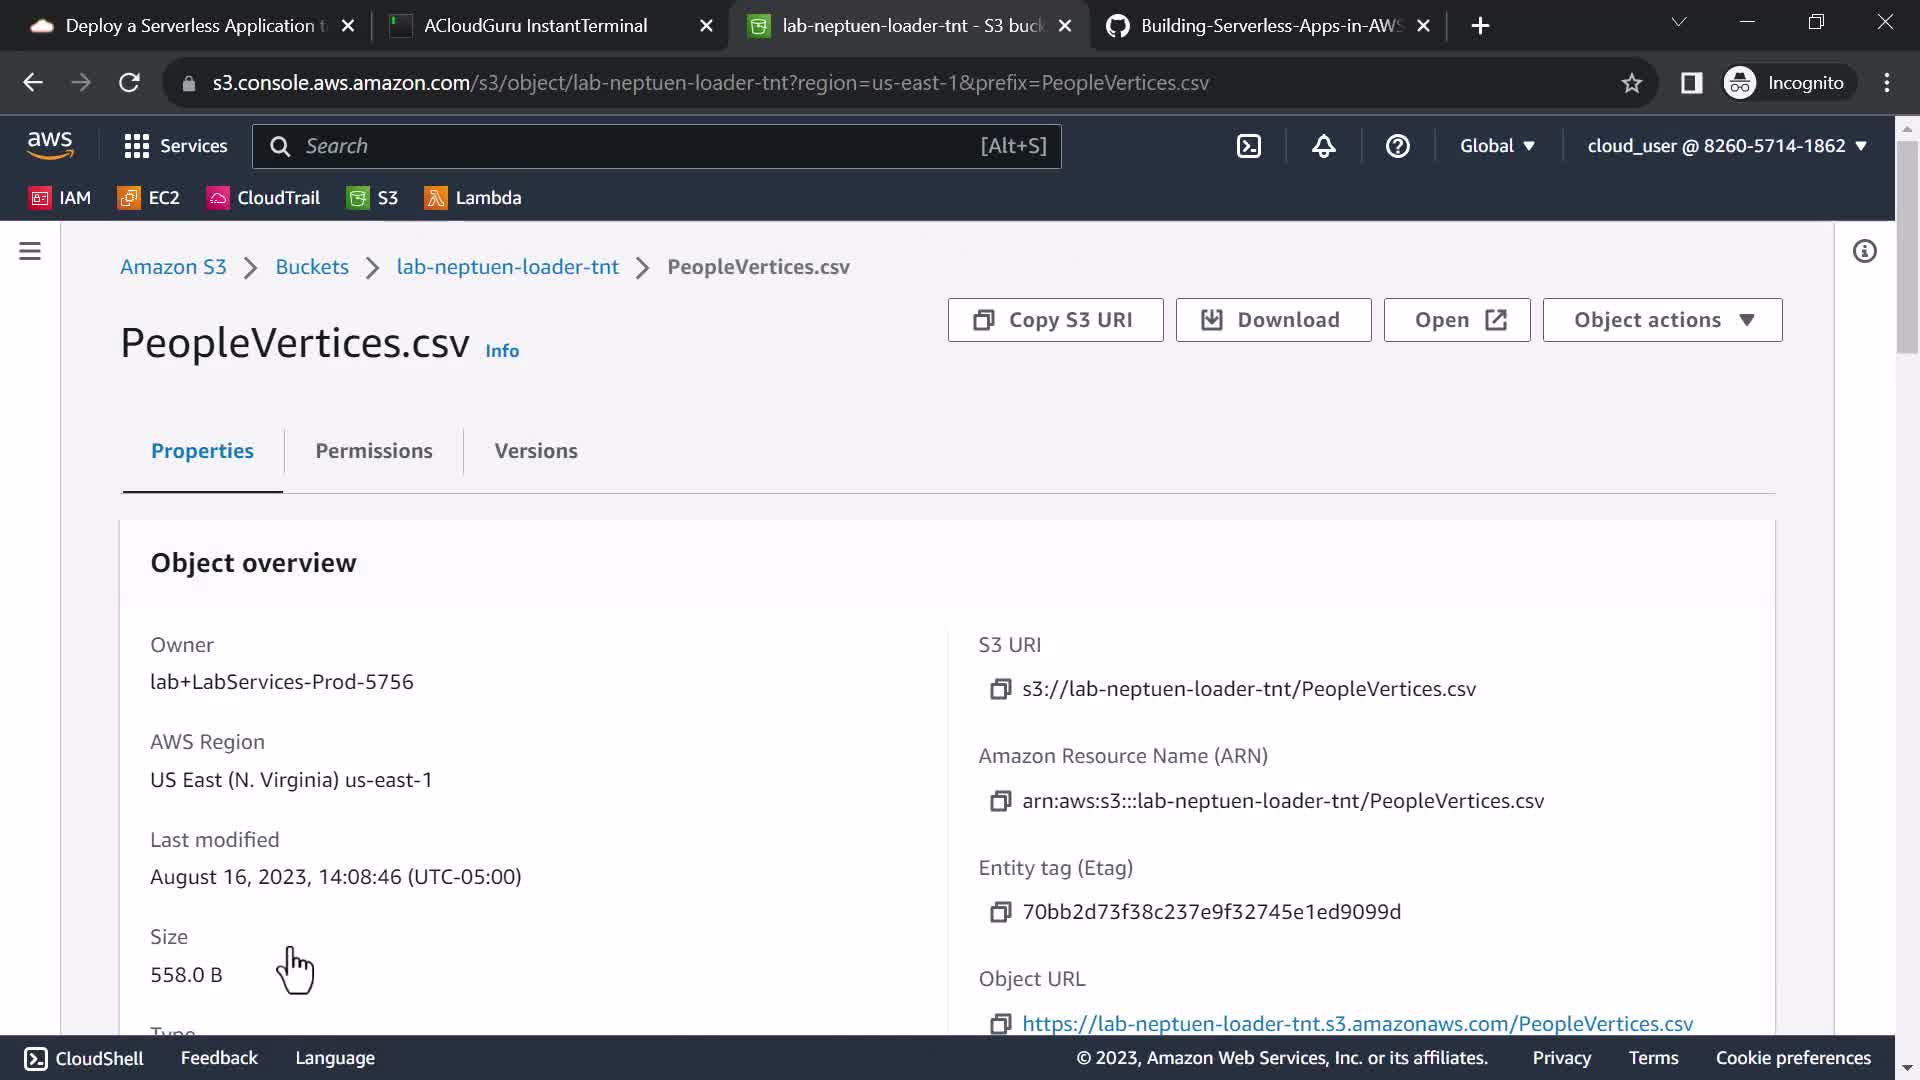 Deploy a Serverless Application t
ACloudGuru InstantTerminal
lab-neptuen-loader-tnt - S3 buck
Building-Serverless-Apps-in-AWS
s3.console.aws.amazon.com/s3/object/lab-neptuen-loader-tnt?region=us-east-1&prefix=PeopleVertices.csv
Incognito
aws
Services
Search
[Alt+S]
Global
cloud_user @ 8260-5714-1862
IAM
EC2
CloudTrail
S3
Lambda
Amazon S3 > Buckets > lab-neptuen-loader-tnt > PeopleVertices.csv
PeopleVertices.csv Info
Copy S3 URI
Download
Open
Object actions
Properties
Permissions
Versions
Object overview
Owner
lab+LabServices-Prod-5756
AWS Region
US East (N. Virginia) us-east-1
Last modified
August 16, 2023, 14:08:46 (UTC-05:00)
Size
558.0 B
Type
S3 URI
s3://lab-neptuen-loader-tnt/PeopleVertices.csv
Amazon Resource Name (ARN)
arn:aws:s3:::lab-neptuen-loader-tnt/PeopleVertices.csv
Entity tag (Etag)
70bb2d73f38c237e9f32745e1ed9099d
Object URL
https://lab-neptuen-loader-tnt.s3.amazonaws.com/PeopleVertices.csv
CloudShell
Feedback
Language
© 2023, Amazon Web Services, Inc. or its affiliates.
Privacy
Terms
Cookie preferences